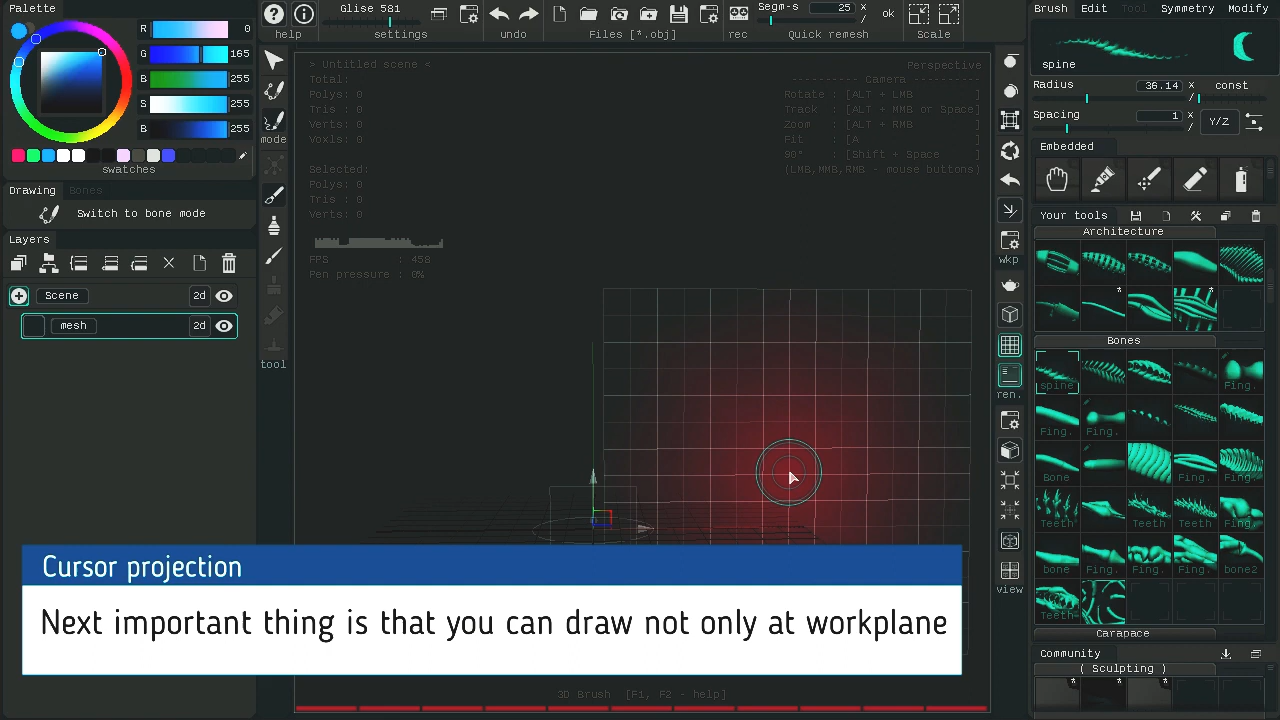 Palette
R 0
G 165
B 255
S 255
B 255
swatches
Drawing Bones
Switch to bone mode
Layers
Scene 2d
mesh 2d
? help
i
Glise 581
settings
undo
Files [*.obj]
rec
Segm-s 25 x /
ok
Quick remesh
Scale
mode
tool
> Untitled scene <
Total:
Polys: 0
Tris : 0
Verts: 0
Voxls: 0
Selected:
Polys: 0
Tris : 0
Verts: 0
FPS : 458
Pen pressure : 0%
Perspective
---------- Camera ----------
Rotate : [ALT + LMB ]
Track : [ALT + MMB or Space]
Zoom : [ALT + RMB ]
Fit : [A ]
90° : [Shift + Space ]
(LMB,MMB,RMB - mouse buttons)
3D Brush [F1, F2 - help]
wkp
ren.
view
Brush Edit Tool Symmetry Modify
spine
Radius 36.14 x / const
Spacing 1 x / Y/Z
Embedded
Your tools
Architecture
Bones
spine Fing.
Fing. Fing.
Bone Fing. Fing.
Teeth Teeth Fing.
bone Fing. Fing. Fing. bone2
Teeth
Carapace
Community
( Sculpting )
Cursor projection
Next important thing is that you can draw not only at workplane